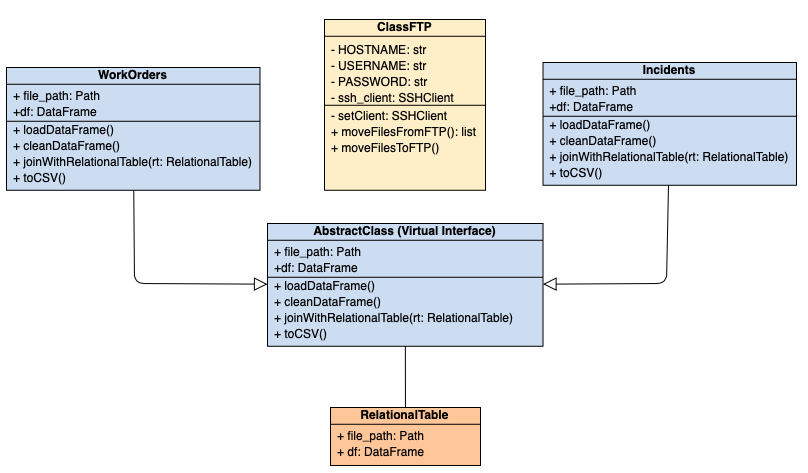 ClassFTP
- HOSTNAME: str
- USERNAME: str
- PASSWORD: str
- ssh_client: SSHClient
- setClient: SSHClient
+ moveFilesFromFTP(): list
+ moveFilesToFTP()
WorkOrders
+ file_path: Path
+df: DataFrame
+ loadDataFrame()
+ cleanDataFrame()
+ joinWithRelationalTable(rt: RelationalTable)
+ toCSV()
Incidents
+ file_path: Path
+df: DataFrame
+ loadDataFrame()
+ cleanDataFrame()
+ joinWithRelationalTable(rt: RelationalTable)
+ toCSV()
AbstractClass (Virtual Interface)
+ file_path: Path
+df: DataFrame
+ loadDataFrame()
+ cleanDataFrame()
+ joinWithRelationalTable(rt: RelationalTable)
+ toCSV()
RelationalTable
+ file_path: Path
+ df: DataFrame